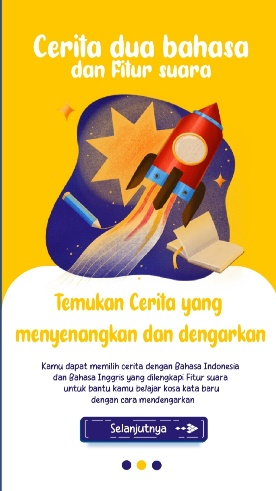 Cerita dua bahasa
dan Fitur suara
Temukan Cerita yang
menyenangkan dan dengarkan
Kamu dapat memilih cerita dengan Bahasa Indonesia
dan Bahasa Inggris yang dilengkapi Fitur suara
untuk bantu kamu belajar kosa kata baru
dengan cara mendengarkan
Selanjutnya